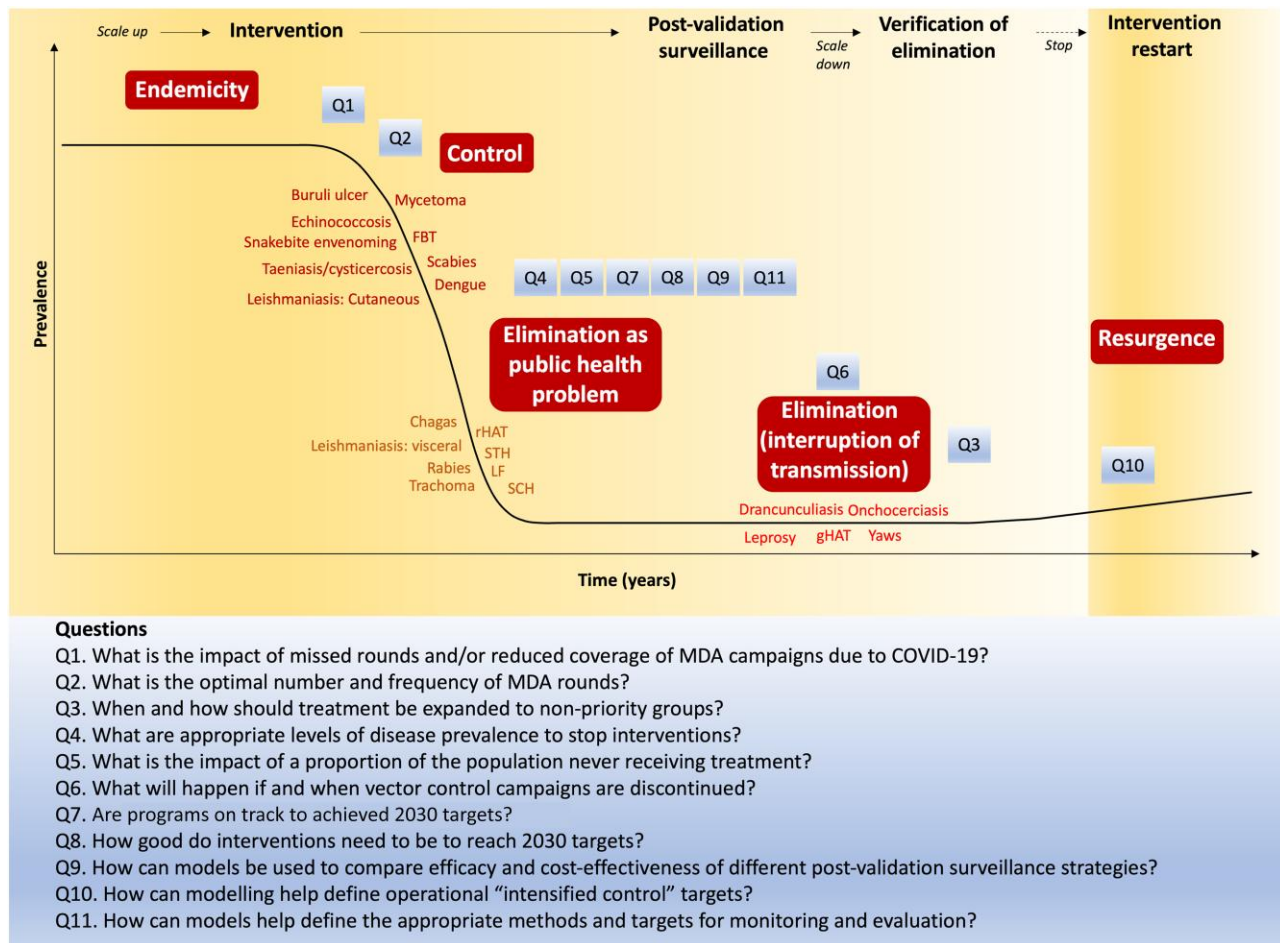 Scale up
Intervention
Post-validation
surveillance
Scale
down
Verification of
elimination
Stop
Intervention
restart
Endemicity
Q1
Q2
Control
Buruli ulcer
Mycetoma
Echinococcosis
Snakebite envenoming
FBT
Taeniasis/cysticercosis
Scabies
Dengue
Leishmaniasis: Cutaneous
Q4
Q5
Q7
Q8
Q9
Q11
Prevalence
Elimination as
public health
problem
Resurgence
Q6
Elimination
(interruption of
transmission)
Q3
Q10
Chagas
rHAT
Leishmaniasis: visceral
STH
Rabies
LF
Trachoma
SCH
Drancunculiasis
Onchocerciasis
Leprosy
gHAT
Yaws
Time (years)
Questions
Q1. What is the impact of missed rounds and/or reduced coverage of MDA campaigns due to COVID-19?
Q2. What is the optimal number and frequency of MDA rounds?
Q3. When and how should treatment be expanded to non-priority groups?
Q4. What are appropriate levels of disease prevalence to stop interventions?
Q5. What is the impact of a proportion of the population never receiving treatment?
Q6. What will happen if and when vector control campaigns are discontinued?
Q7. Are programs on track to achieved 2030 targets?
Q8. How good do interventions need to be to reach 2030 targets?
Q9. How can models be used to compare efficacy and cost-effectiveness of different post-validation surveillance strategies?
Q10. How can modelling help define operational “intensified control” targets?
Q11. How can models help define the appropriate methods and targets for monitoring and evaluation?